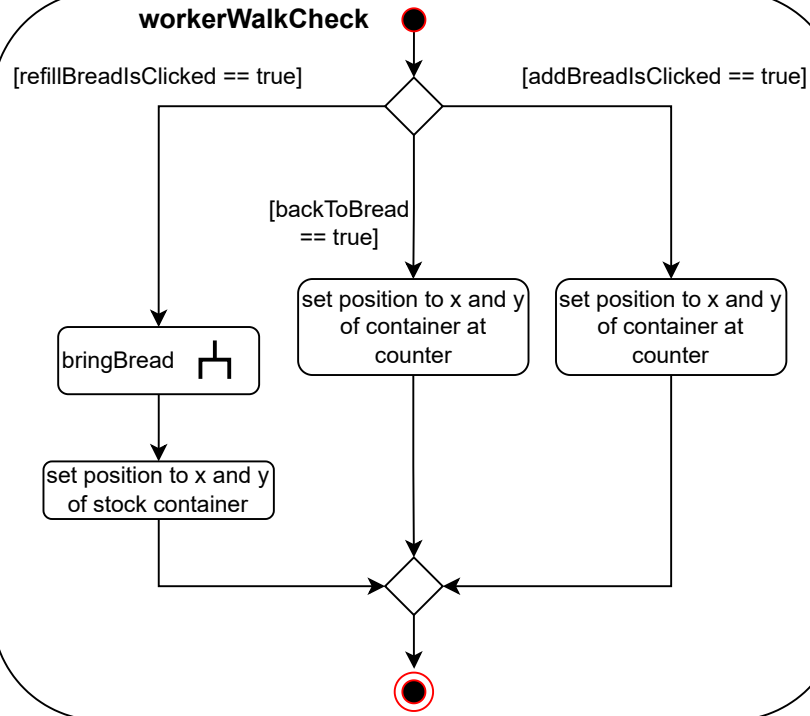 workerWalkCheck
[refillBreadIsClicked == true]
[addBreadIsClicked == true]
[backToBread
== true]
set position to x and y
of container at
counter
set position to x and y
of container at
counter
bringBread
set position to x and y
of stock container